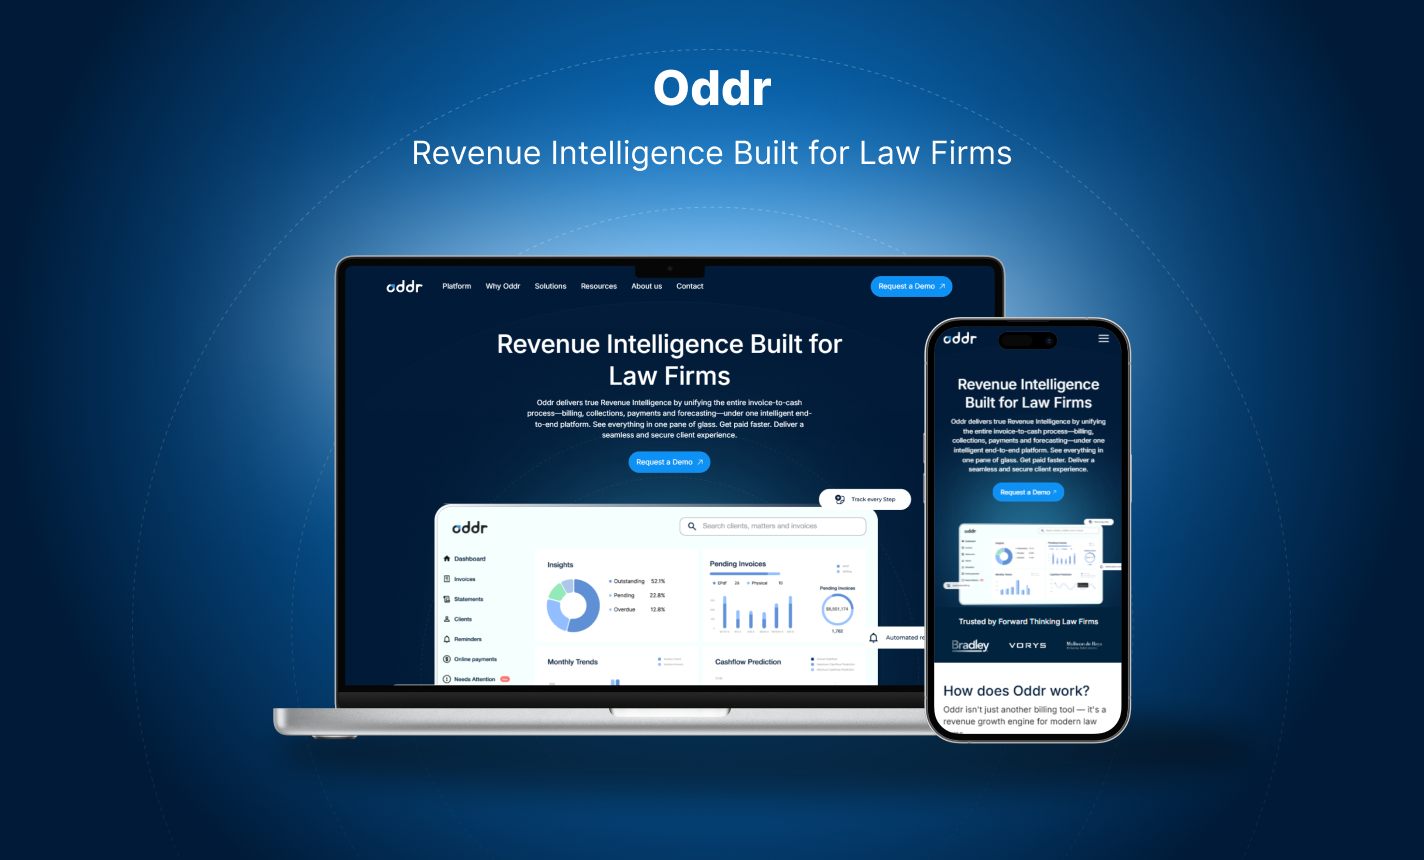 Oddr
Revenue Intelligence Built for Law Firms
oddr
Platform
Why Oddr
Solutions
Resources
About us
Contact
Request a Demo
Revenue Intelligence Built for
Law Firms
Oddr delivers true Revenue Intelligence by unifying the entire invoice-to-cash
process—billing, collections, payments and forecasting—under one intelligent end-
to-end platform. See everything in one pane of glass. Get paid faster. Deliver a
seamless and secure client experience.
Request a Demo
Track every Step
oddr
Search clients, matters and invoices
Dashboard
Invoices
Statements
Clients
Reminders
Online payments
Needs Attention
Insights
Outstanding 52.1%
Pending 22.8%
Overdue 12.8%
Pending Invoices
26
Physical 10
Pending Invoices
1,762
Automated re
Monthly Trends
Cashflow Prediction
oddr
Revenue Intelligence
Built for Law Firms
Oddr delivers true Revenue Intelligence by unifying
the entire invoice-to-cash process—billing,
collections, payments and forecasting—under one
intelligent end-to-end platform. See everything in
one pane of glass. Get paid faster. Deliver a
seamless and secure client experience.
Request a Demo
oddr
Insights
Trusted by Forward Thinking Law Firms
Bradley
VORYS
How does Oddr work?
Oddr isn't just another billing tool — it's a
revenue growth engine for modern law